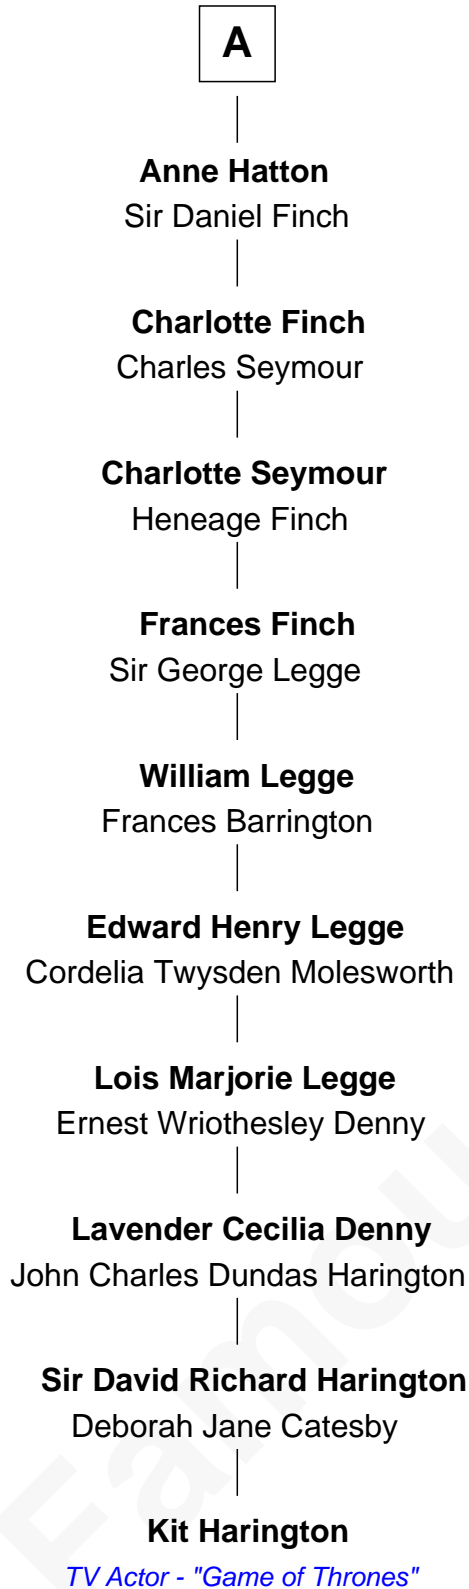 A
Anne Hatton
Sir Daniel Finch
Charlotte Finch
Charles Seymour
Charlotte Seymour
Heneage Finch
Frances Finch
Sir George Legge
William Legge
Frances Barrington
Edward Henry Legge
Cordelia Twysden Molesworth
Lois Marjorie Legge
Ernest Wriothesley Denny
Lavender Cecilia Denny
John Charles Dundas Harington
Sir David Richard Harington
Deborah Jane Catesby
Kit Harington
TV Actor - "Game of Thrones"
Famou